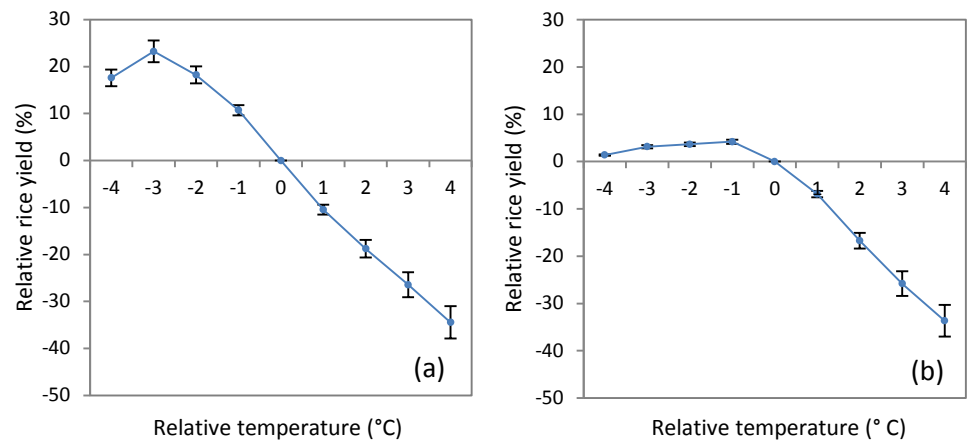 30
20
10
0
-10
-20
-30
-40
-50
-4 -3 -2 -1 0 1 2 3 4
Relative rice yield (%)
Relative temperature (°C)
(a)
30
20
10
0
-10
-20
-30
-40
-50
-4 -3 -2 -1 0 1 2 3 4
Relative rice yield (%)
Relative temperature (° C)
(b)